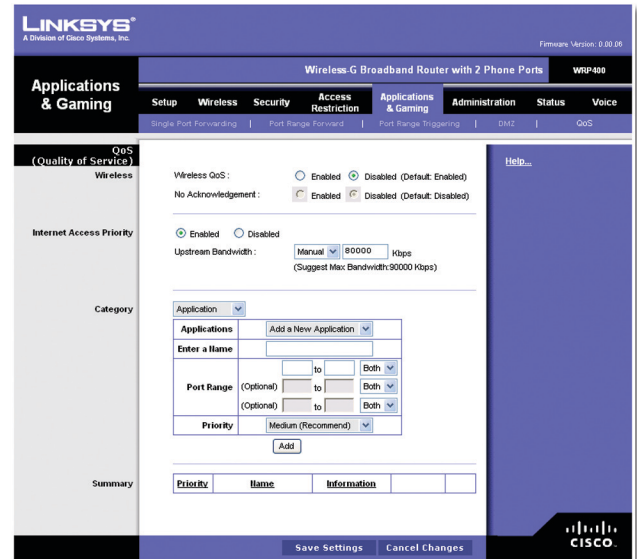 LINKSYS®
A Division of Cisco Systems, Inc.
Firmware Version: 0.00.06
Applications & Gaming
Wireless-G Broadband Router with 2 Phone Ports WRP400
Setup Wireless Security Access Restriction Applications & Gaming Administration Status Voice
Single Port Forwarding | Port Range Forward | Port Range Triggering | DMZ | QoS
QoS
(Quality of Service)
Help...
Wireless
Wireless QoS : Enabled Disabled (Default: Enabled)
No Acknowledgement : Enabled Disabled (Default: Disabled)
Internet Access Priority
Enabled Disabled
Upstream Bandwidth : Manual 80000 Kbps
(Suggest Max Bandwidth:90000 Kbps)
Category
Application
Applications Add a New Application
Enter a Name
Port Range
to Both
(Optional) to Both
(Optional) to Both
Priority Medium (Recommend)
Add
Summary
Priority Name Information
Save Settings Cancel Changes
CISCO